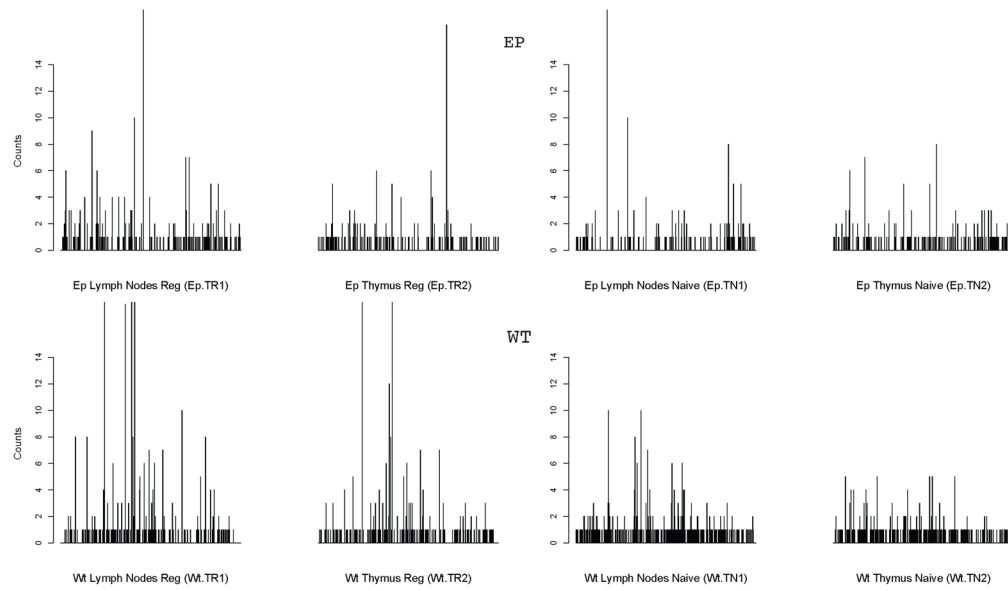 EP
Counts
14
12
10
8
6
4
2
0
14
12
10
8
6
4
2
0
Ep Lymph Nodes Reg (Ep.TR1)
Ep Thymus Reg (Ep.TR2)
Ep Lymph Nodes Naive (Ep.TN1)
Ep Thymus Naive (Ep.TN2)
WT
Counts
14
12
10
8
6
4
2
0
14
12
10
8
6
4
2
0
Wt Lymph Nodes Reg (Wt.TR1)
Wt Thymus Reg (Wt.TR2)
Wt Lymph Nodes Naive (Wt.TN1)
Wt Thymus Naive (Wt.TN2)